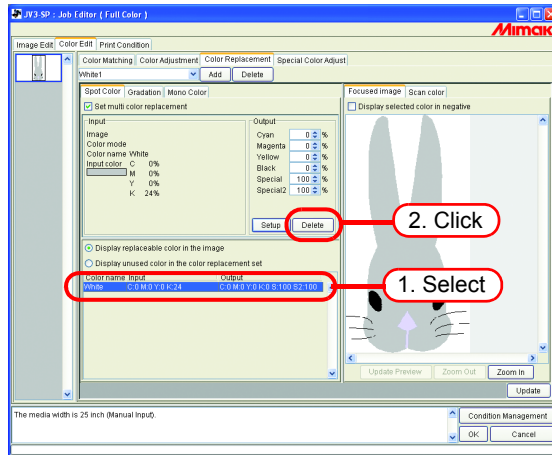 JV3-SP : Job Editor ( Full Color )
Mimaki
Image Edit Color Edit Print Condition
Color Matching Color Adjustment Color Replacement Special Color Adjust
White1 Add Delete
Spot Color Gradation Mono Color
Set multi color replacement
Input
Image
Color mode
Color name White
Input color C 0%
M 0%
Y 0%
K 24%
Output
Cyan 0 %
Magenta 0 %
Yellow 0 %
Black 0 %
Special 100 %
Special2 100 %
Setup Delete
2. Click
Display replaceable color in the image
Display unused color in the color replacement set
Color name Input Output
White C:0 M:0 Y:0 K:24 C:0 M:0 Y:0 K:0 S:100 S2:100
1. Select
Focused image Scan color
Display selected color in negative
Update Preview Zoom Out Zoom In
Update
The media width is 25 inch (Manual Input).
Condition Management
OK Cancel